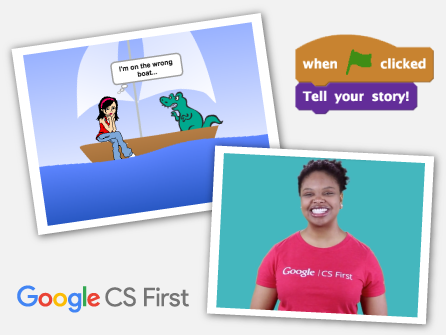 I'm on the wrong
boat...
when clicked
Tell your story!
Google CS First
Google CS First